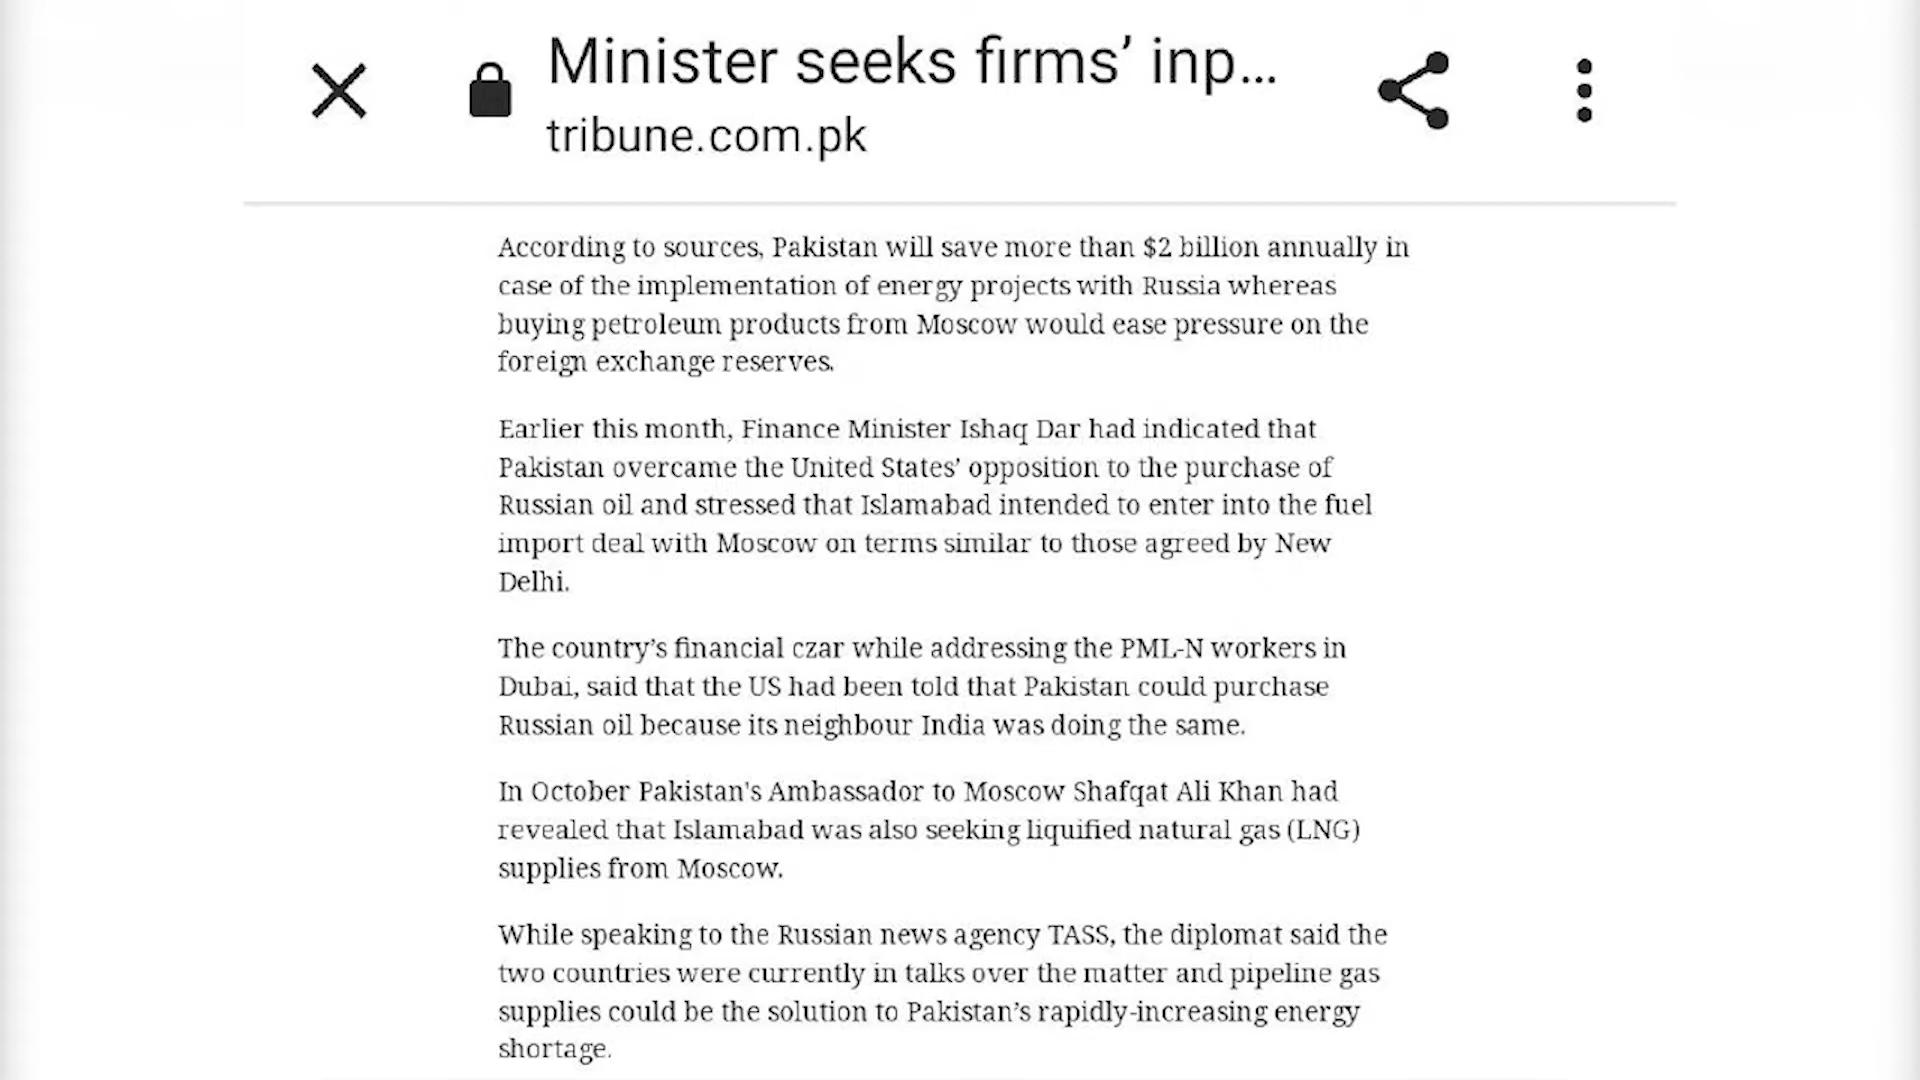 Minister seeks firms’ inp...
tribune.com.pk
According to sources, Pakistan will save more than $2 billion annually in
case of the implementation of energy projects with Russia whereas
buying petroleum products from Moscow would ease pressure on the
foreign exchange reserves.
Earlier this month, Finance Minister Ishaq Dar had indicated that
Pakistan overcame the United States’ opposition to the purchase of
Russian oil and stressed that Islamabad intended to enter into the fuel
import deal with Moscow on terms similar to those agreed by New
Delhi.
The country’s financial czar while addressing the PML-N workers in
Dubai, said that the US had been told that Pakistan could purchase
Russian oil because its neighbour India was doing the same.
In October Pakistan's Ambassador to Moscow Shafqat Ali Khan had
revealed that Islamabad was also seeking liquified natural gas (LNG)
supplies from Moscow.
While speaking to the Russian news agency TASS, the diplomat said the
two countries were currently in talks over the matter and pipeline gas
supplies could be the solution to Pakistan’s rapidly-increasing energy
shortage.